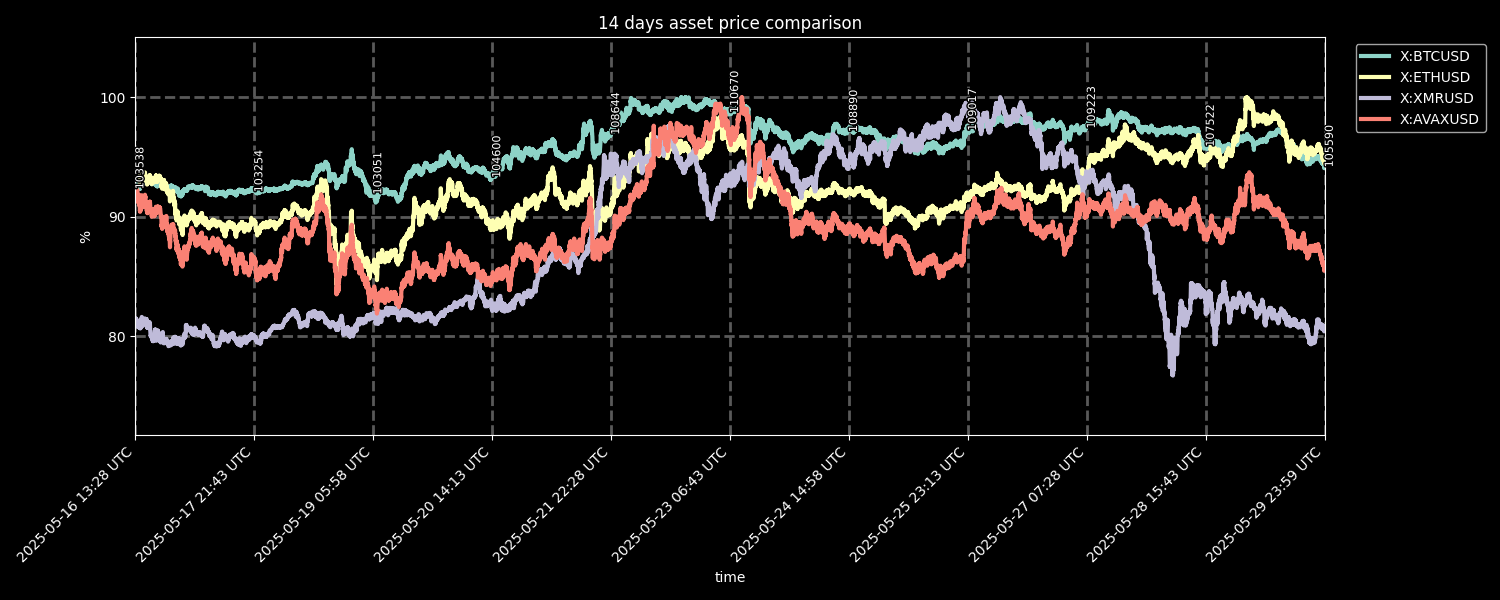 14 days asset price comparison
X:BTCUSD
X:ETHUSD
X:XMRUSD
X:AVAXUSD
%
100
90
80
103538
103254
103051
104600
108644
110670
108890
109017
109223
107522
105590
2025-05-16 13:28 UTC
2025-05-17 21:43 UTC
2025-05-19 05:58 UTC
2025-05-20 14:13 UTC
2025-05-21 22:28 UTC
2025-05-23 06:43 UTC
2025-05-24 14:58 UTC
2025-05-25 23:13 UTC
2025-05-27 07:28 UTC
2025-05-28 15:43 UTC
2025-05-29 23:59 UTC
time